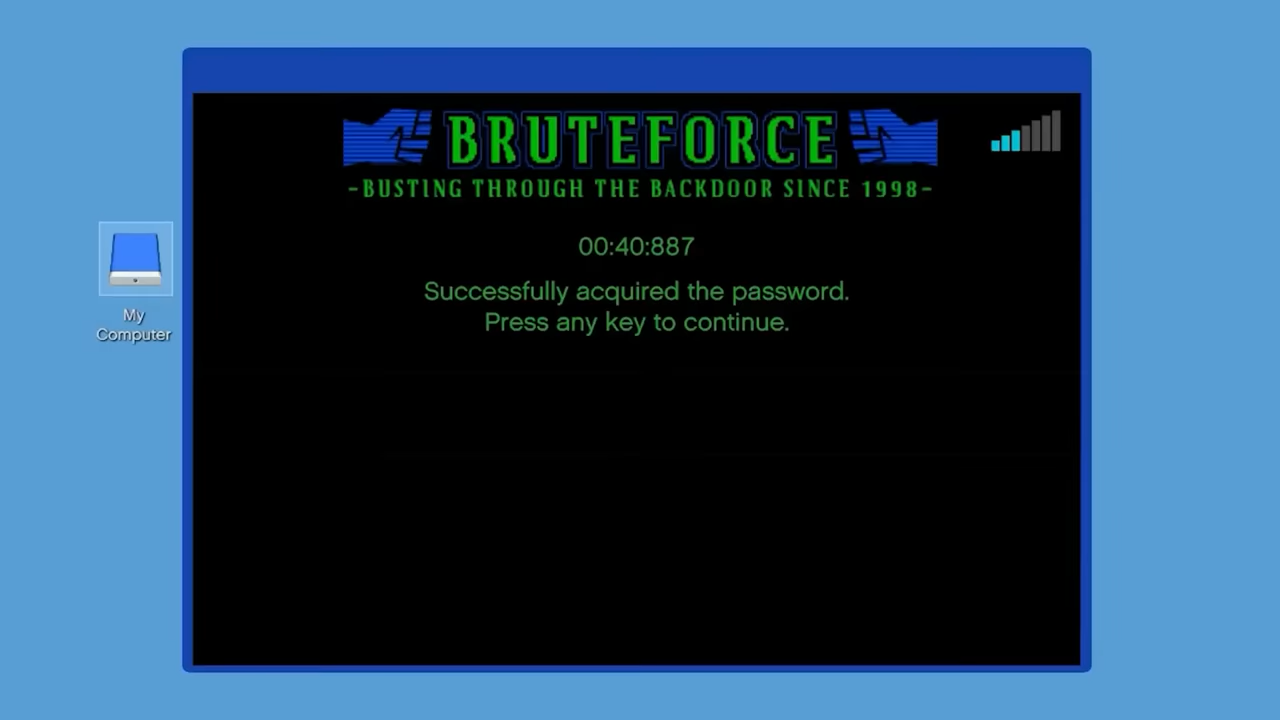 BRUTEFORCE
-BUSTING THROUGH THE BACKDOOR SINCE 1998-
00:40:887
Successfully acquired the password.
Press any key to continue.
My
Computer